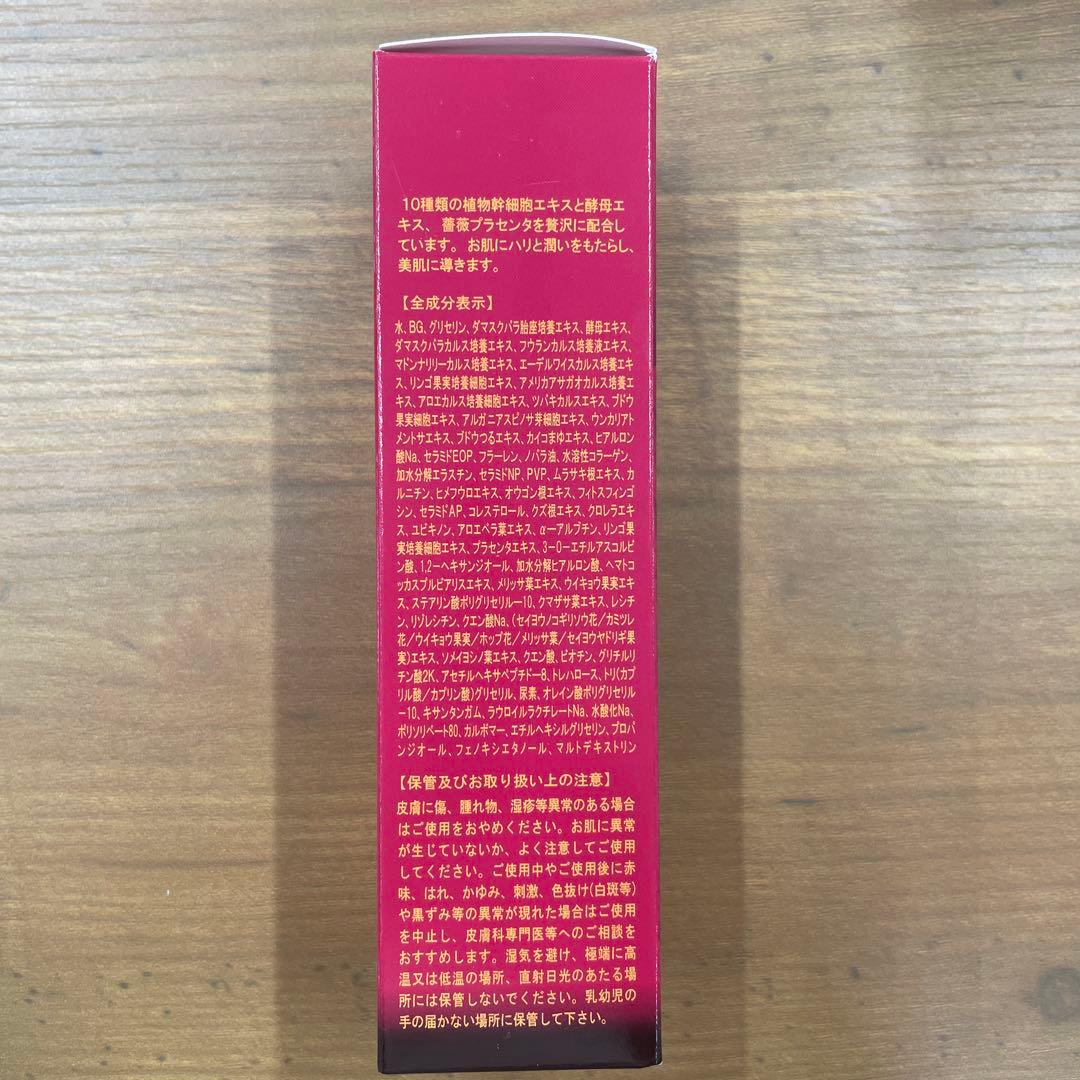 10種類の植物幹細胞エキスと酵母エ
キス、薔薇プラセンタを贅沢に配合し
ています。お肌にハリと潤いをもたらし、
美肌に導きます。
【全成分表示】
水、BG、グリセリン、ダマスクバラ胎座培養エキス、酵母エキス、
ダマスクバラカルス培養エキス、フウランカルス培養液エキス、
マドンナリリーカルス培養エキス、エーデルワイスカルス培養エキ
ス、リンゴ果実培養細胞エキス、アメリカアサガオカルス培養エ
キス、アロエカルス培養細胞エキス、ツバキカルスエキス、ブドウ
果実細胞エキス、アルガニアスピノサ芽細胞エキス、ウンカリアト
メントサエキス、ブドウつるエキス、カイコまゆエキス、ヒアルロン
酸Na、セラミドEOP、フラーレン、ノバラ油、水溶性コラーゲン、
加水分解エラスチン、セラミドNP、PVP、ムラサキ根エキス、カ
ルニチン、ヒメフウロエキス、オウゴン根エキス、フィトスフィンゴ
シン、セラミドAP、コレステロール、クズ根エキス、クロレラエキ
ス、ユビキノン、アロエベラ葉エキス、α-アルブチン、リンゴ果
実培養細胞エキス、プラセンタエキス、3-O-エチルアスコルビ
ン酸、1,2-ヘキサンジオール、加水分解ヒアルロン酸、ヘマトコ
ッカスプルビアリスエキス、メリッサ葉エキス、ウイキョウ果実エキ
ス、ステアリン酸ポリグリセリル-10、クマザサ葉エキス、レシチ
ン、リゾレシチン、クエン酸Na、(セイヨウノコギリソウ花/カミツレ
花/ウイキョウ果実/ホップ花/メリッサ葉/セイヨウヤドリギ果
実)エキス、ソメイヨシノ葉エキス、クエン酸、ビオチン、グリチルリ
チン酸2K、アセチルヘキサペプチド-8、トレハロース、トリ(カプ
リル酸/カプリン酸)グリセリル、尿素、オレイン酸ポリグリセリル
-10、キサンタンガム、ラウロイルラクチレートNa、水酸化Na、
ポリソルベート80、カルボマー、エチルヘキシルグリセリン、プロパ
ンジオール、フェノキシエタノール、マルトデキストリン
【保管及びお取り扱い上の注意】
皮膚に傷、腫れ物、湿疹等異常のある場合
はご使用をおやめください。お肌に異常
が生じていないか、よく注意してご使用
してください。ご使用中やご使用後に赤
味、はれ、かゆみ、刺激、色抜け(白斑等)
や黒ずみ等の異常が現れた場合はご使用
を中止し、皮膚科専門医等へのご相談を
おすすめします。湿気を避け、極端に高
温又は低温の場所、直射日光のあたる場
所には保管しないでください。乳幼児の
手の届かない場所に保管して下さい。